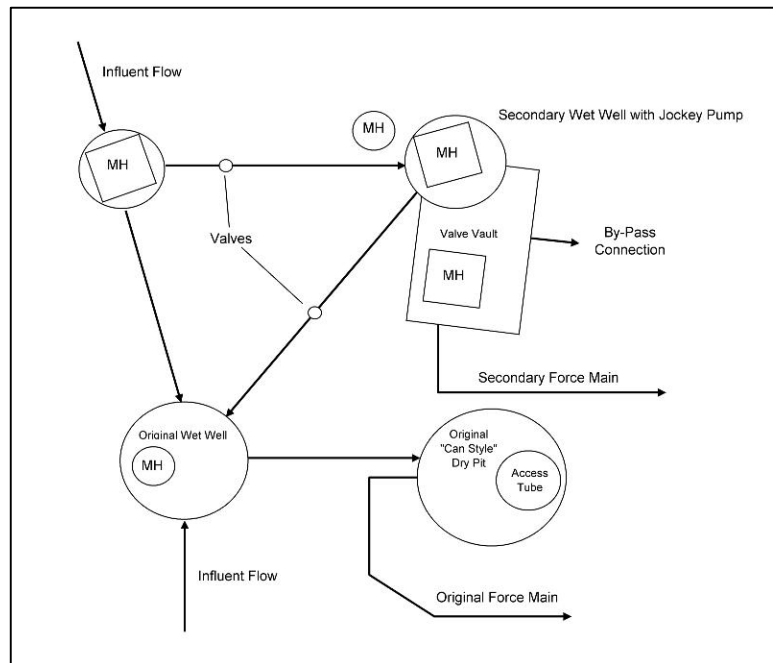 Influent Flow
MH
Secondary Wet Well with Jockey Pump
MH
MH
Valves
Valve Vault
By-Pass
Connection
MH
Secondary Force Main
Original Wet Well
MH
Original
"Can Style"
Dry Pit
Access
Tube
Influent Flow
Original Force Main